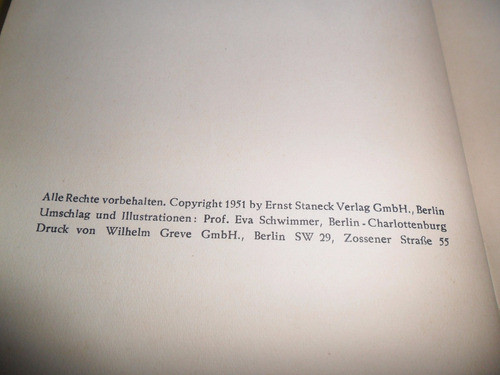 Alle Rechte vorbehalten. Copyright 1951 by Ernst Staneck Verlag GmbH., Berlin
Umschlag und Illustrationen: Prof. Eva Schwimmer, Berlin-Charlottenburg
Druck von Wilhelm Greve GmbH., Berlin SW 29, Zossener Straße 55